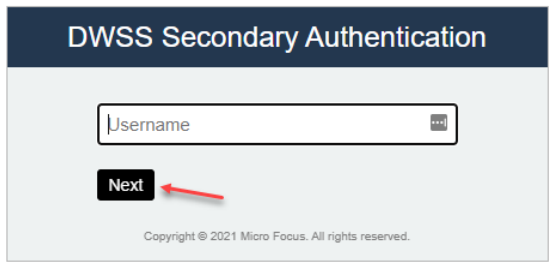 DWSS Secondary Authentication
Username
Next
Copyright © 2021 Micro Focus. All rights reserved.